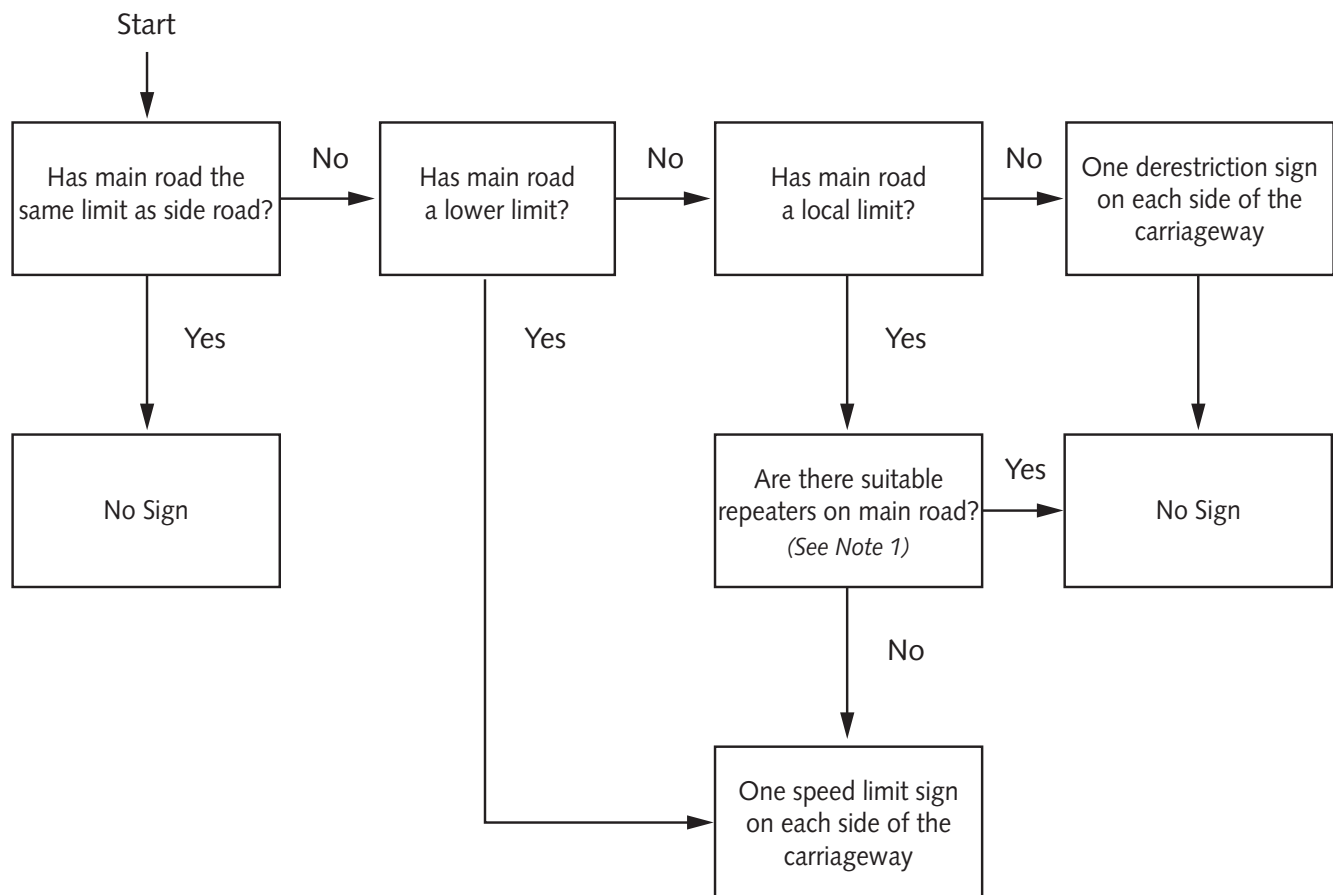 Start
Has main road the
same limit as side road?
No
Has main road
a lower limit?
No
Has main road
a local limit?
No
One derestriction sign
on each side of the
carriageway
Yes
Yes
Yes
No Sign
Are there suitable
repeaters on main road?
(See Note 1)
Yes
No Sign
No
One speed limit sign
on each side of the
carriageway